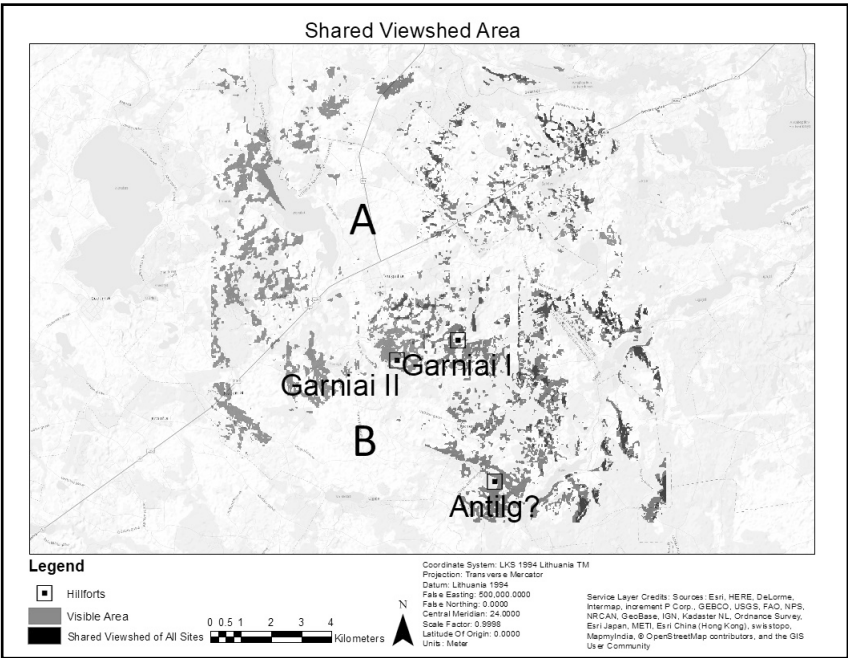 Shared Viewshed Area
A
Garniai I
Garniai II
B
Antilg?
Legend
Hillforts
Visible Area
Shared Viewshed of All Sites
0 0.5 1 2 3 4
Kilometers
N
Coordinate System: LKS 1994 Lithuania TM
Projection: Transverse Mercator
Datum: Lithuania 1994
False Easting: 500,000.0000
False Northing: 0.0000
Central Meridian: 24.0000
Scale Factor: 0.9998
Latitude Of Origin: 0.0000
Units: Meter
Service Layer Credits: Sources: Esri, HERE, DeLorme,
Intermap, increment P Corp., GEBCO, USGS, FAO, NPS,
NRCAN, GeoBase, IGN, Kadaster NL, Ordnance Survey,
Esri Japan, METI, Esri China (Hong Kong), swisstopo,
MapmyIndia, © OpenStreetMap contributors, and the GIS
User Community